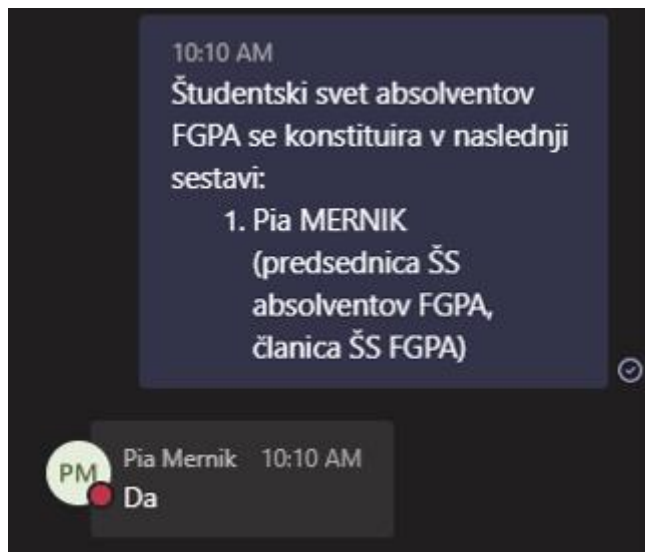 10:10 AM
Študentski svet absolventov
FGPA se konstituira v naslednji
sestavi:
1. Pia MERNIK
(predsednica ŠS
absolventov FGPA,
članica ŠS FGPA)
PM
Pia Mernik 10:10 AM
Da